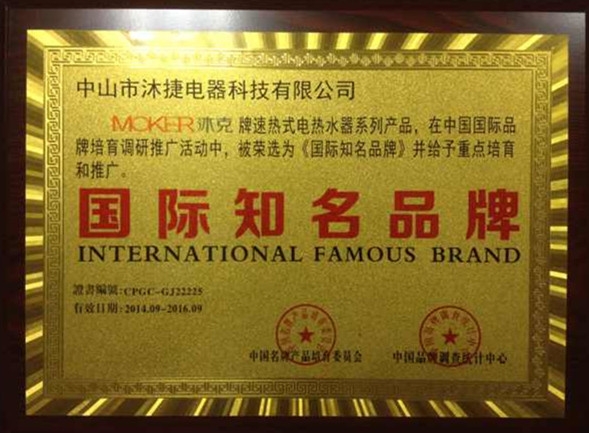 中山市沐捷电器科技有限公司
MOKER沐克 牌速热式电热水器系列产品，在中国国际品
牌培育调研推广活动中，被荣选为《国际知名品牌》并给予重点培育
和推广。
国际知名品牌
INTERNATIONAL FAMOUS BRAND
證書編號：CPGC-GJ22225
有效日期：2014.09-2016.09
中国名牌产品培育委员会
中国品牌调查统计中心